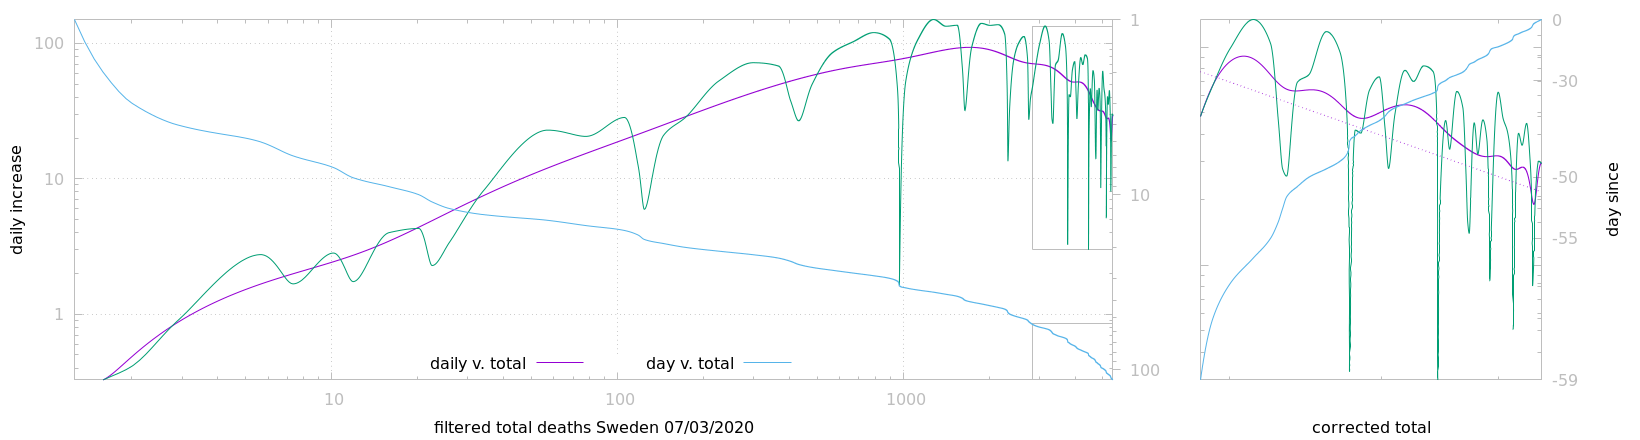 100
10
1
daily increase
10
100
1000
filtered total deaths Sweden 07/03/2020
daily v. total
day v. total
1
10
100
0
-30
-50
-55
-59
day since
corrected total